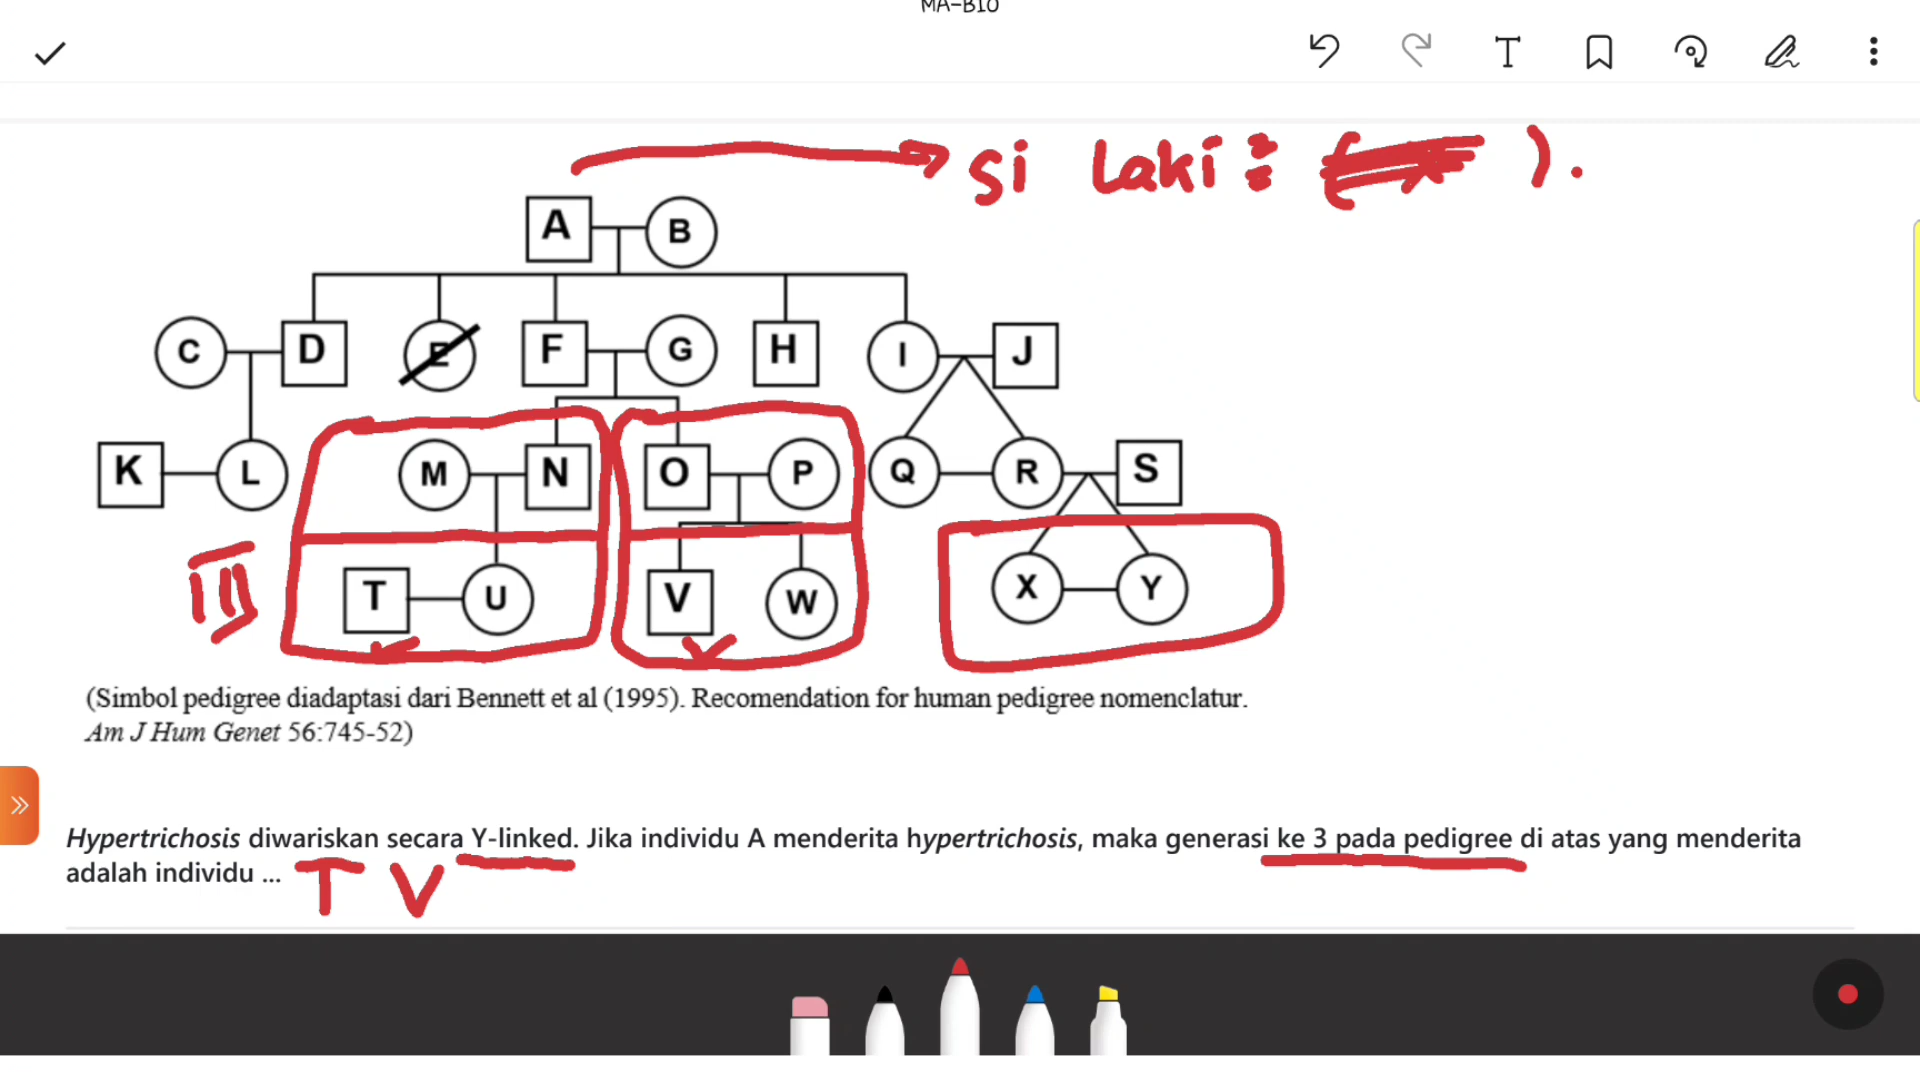 MA-BIO
si Laki²
).
A B
C D E F G H I J
K L M N O P Q R S
III
T U V W X Y
(Simbol pedigree diadaptasi dari Bennett et al (1995). Recomendation for human pedigree nomenclatur.
Am J Hum Genet 56:745-52)
Hypertrichosis diwariskan secara Y-linked. Jika individu A menderita hypertrichosis, maka generasi ke 3 pada pedigree di atas yang menderita
adalah individu ... T V